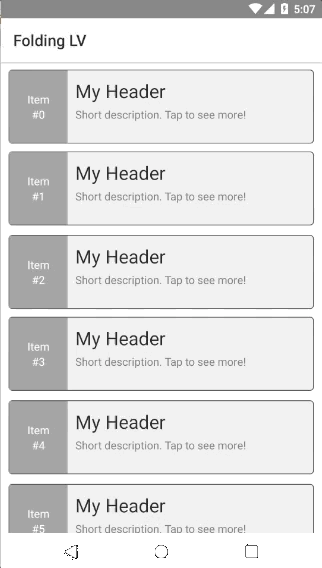 5:07
Folding LV
Item
#0
My Header
Short description. Tap to see more!
Item
#1
My Header
Short description. Tap to see more!
Item
#2
My Header
Short description. Tap to see more!
Item
#3
My Header
Short description. Tap to see more!
Item
#4
My Header
Short description. Tap to see more!
Item
#5
My Header
Short description. Tap to see more!